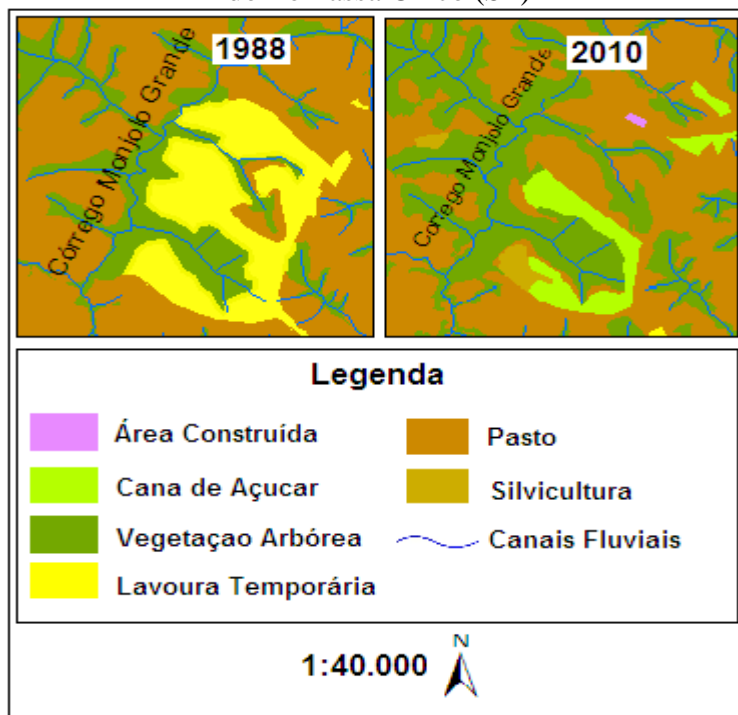 1988
2010
Córrego Monjolo Grande
Corrego Monjolo Grande
Legenda
Área Construída
Pasto
Cana de Açucar
Silvicultura
Vegetaçao Arbórea
Canais Fluviais
Lavoura Temporária
N
1:40.000